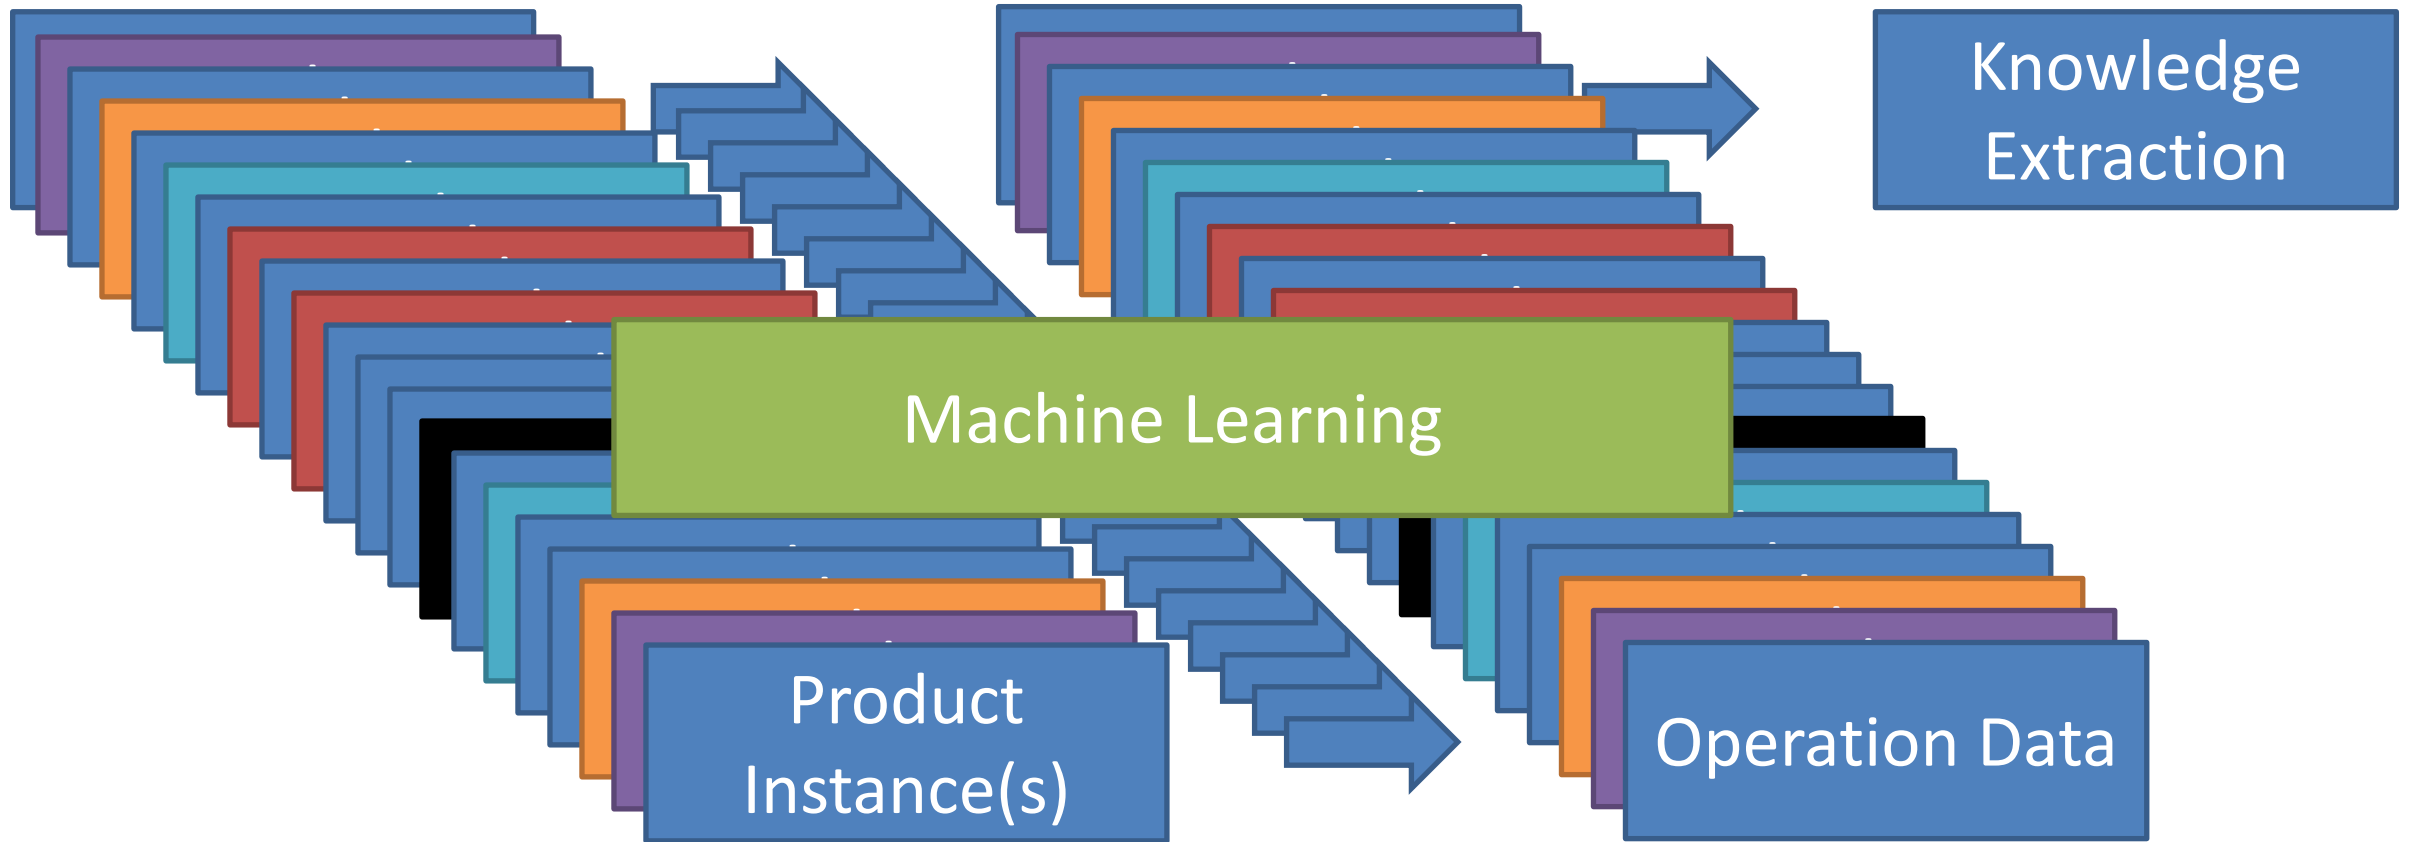 Knowledge
Extraction
Machine Learning
Product
Instance(s)
Operation Data